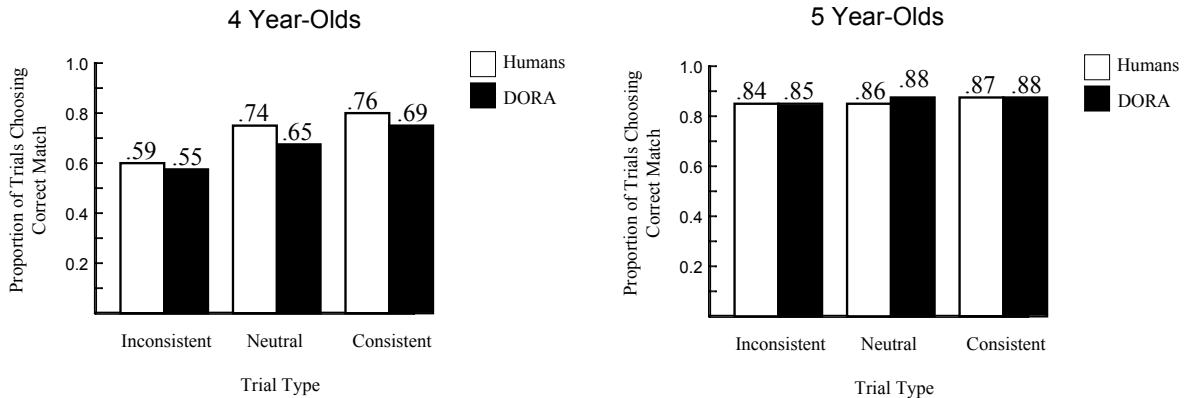 4 Year-Olds
Humans
DORA
Proportion of Trials Choosing
Correct Match
1.0
0.8
0.6
0.4
0.2
.59
.55
.74
.65
.76
.69
Inconsistent
Neutral
Consistent
Trial Type
5 Year-Olds
Humans
DORA
Proportion of Trials Choosing
Correct Match
1.0
0.8
0.6
0.4
0.2
.84
.85
.86
.88
.87
.88
Inconsistent
Neutral
Consistent
Trial Type